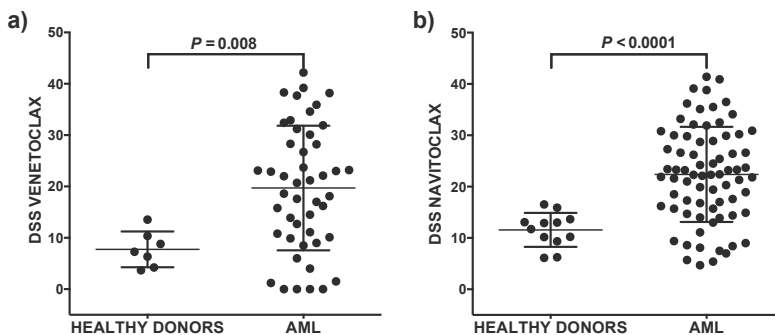 a)
DSS VENETOCLAX
50
40
30
20
10
0
P = 0.008
HEALTHY DONORS
AML
b)
DSS NAVITOCLAX
50
40
30
20
10
0
P < 0.0001
HEALTHY DONORS
AML